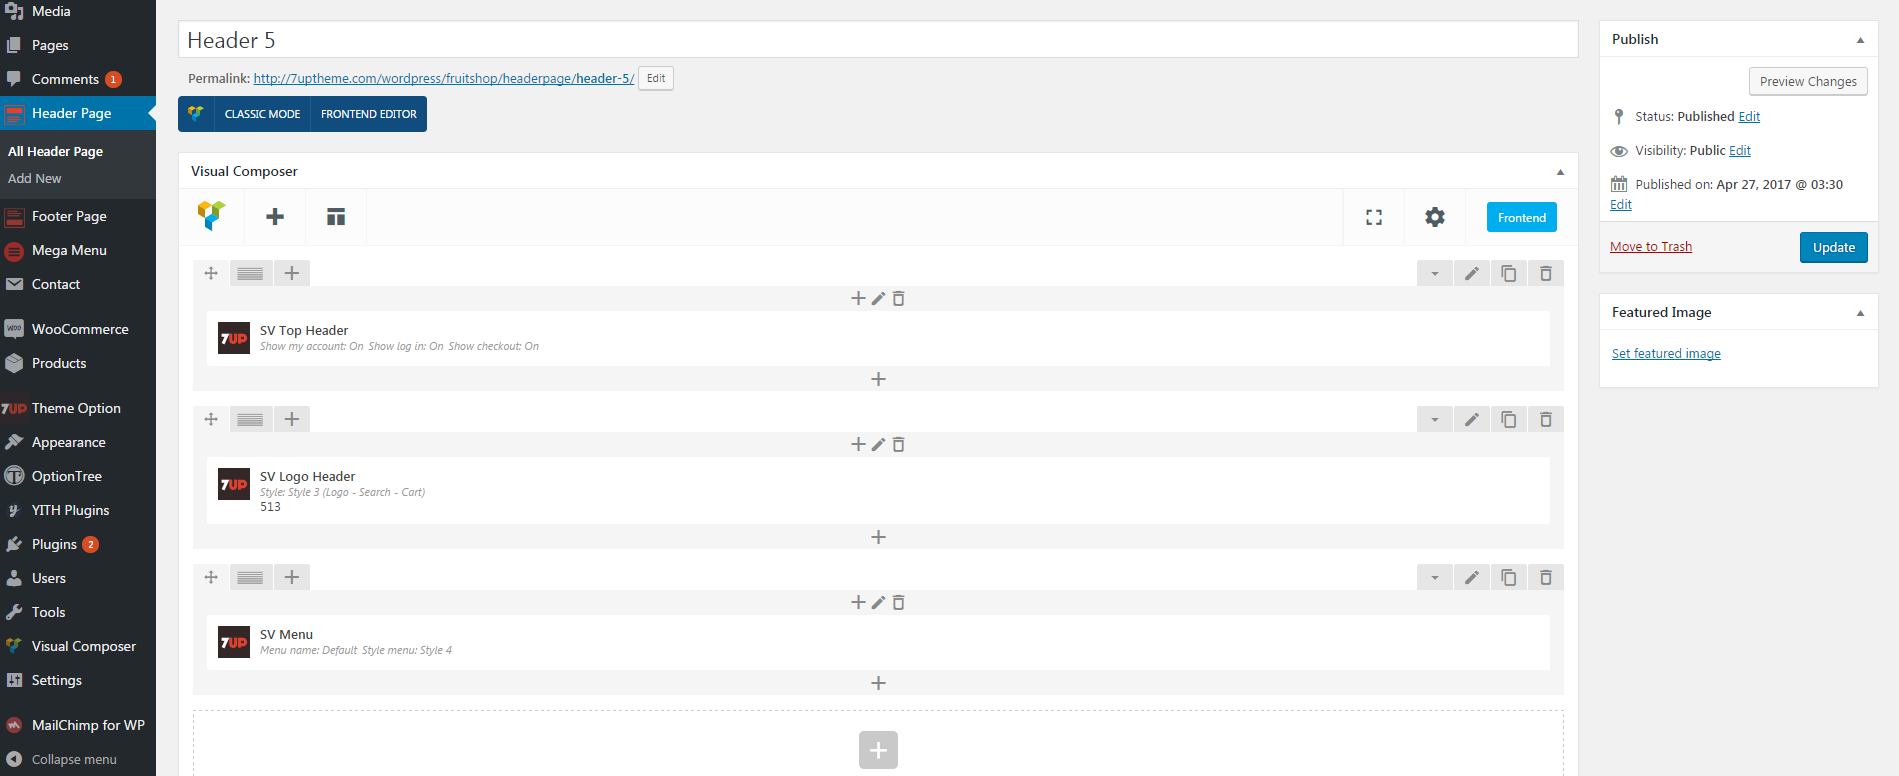 Media
Pages
Comments 1
Header Page
All Header Page
Add New
Footer Page
Mega Menu
Contact
WOO WooCommerce
Products
7UP Theme Option
Appearance
OptionTree
YITH Plugins
Plugins 2
Users
Tools
Visual Composer
Settings
MailChimp for WP
Collapse menu
Header 5
Permalink: http://7uptheme.com/wordpress/fruitshop/headerpage/header-5/ Edit
CLASSIC MODE FRONTEND EDITOR
Visual Composer
Frontend
7UP SV Top Header
Show my account: On Show log in: On Show checkout: On
7UP SV Logo Header
Style: Style 3 (Logo - Search - Cart)
513
7UP SV Menu
Menu name: Default Style menu: Style 4
Publish
Preview Changes
Status: Published Edit
Visibility: Public Edit
Published on: Apr 27, 2017 @ 03:30
Edit
Move to Trash Update
Featured Image
Set featured image